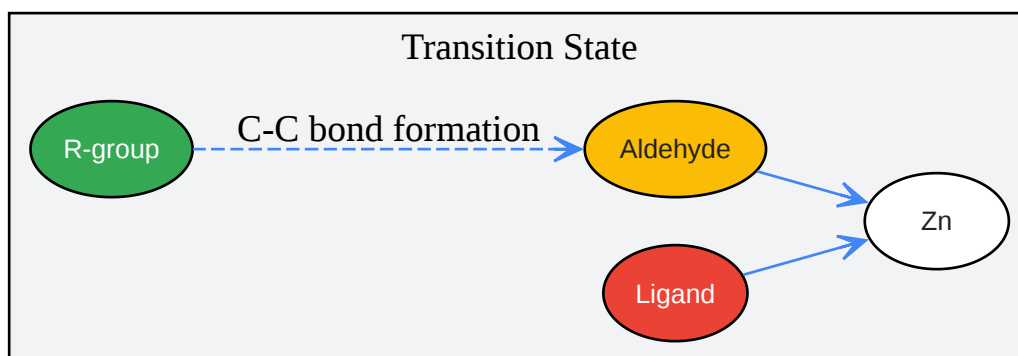 Transition State
R-group
C-C bond formation
Aldehyde
Zn
Ligand